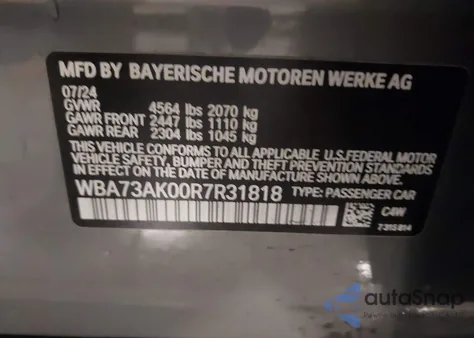 MFD BY BAYERISCHE MOTOREN WERKE AG
07/24
GVWR 4564 lbs 2070 kg
GAWR FRONT 2447 lbs 1110 kg
GAWR REAR 2304 lbs 1045 kg
THIS VEHICLE CONFORMS TO ALL APPLICABLE U.S.FEDERAL MOTOR
VEHICLE SAFETY, BUMPER, AND THEFT PREVENTION STANDARDS
IN EFFECT ON THE DATE OF MANUFACTURE SHOWN ABOVE.
WBA73AK00R7R31818 TYPE: PASSENGER CAR
C4W
7315814
autoSnap